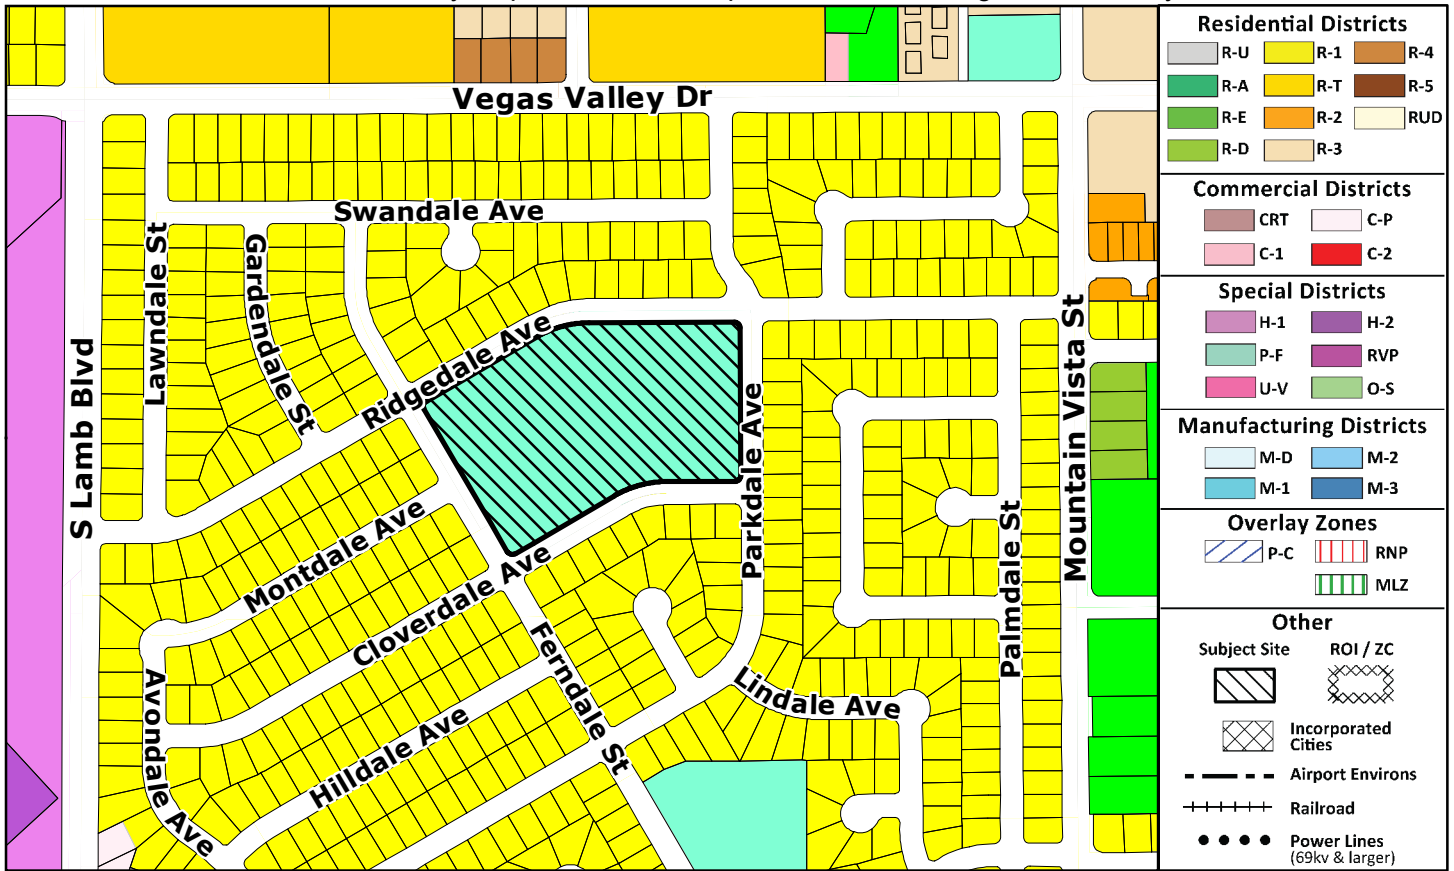 Vegas Valley Dr
Swandale Ave
Lawndale St
Gardendale St
Ridgedale Ave
S Lamb Blvd
Mountain Vista St
Parkdale Ave
Montdale Ave
Palmdale St
Cloverdale Ave
Ferndale St
Lindale Ave
Avondale Ave
Hilldale Ave
Residential Districts
R-U R-1 R-4
R-A R-T R-5
R-E R-2 RUD
R-D R-3
Commercial Districts
CRT C-P
C-1 C-2
Special Districts
H-1 H-2
P-F RVP
U-V O-S
Manufacturing Districts
M-D M-2
M-1 M-3
Overlay Zones
P-C RNP
MLZ
Other
Subject Site ROI / ZC
Incorporated
Cities
Airport Environs
Railroad
Power Lines
(69kv & larger)